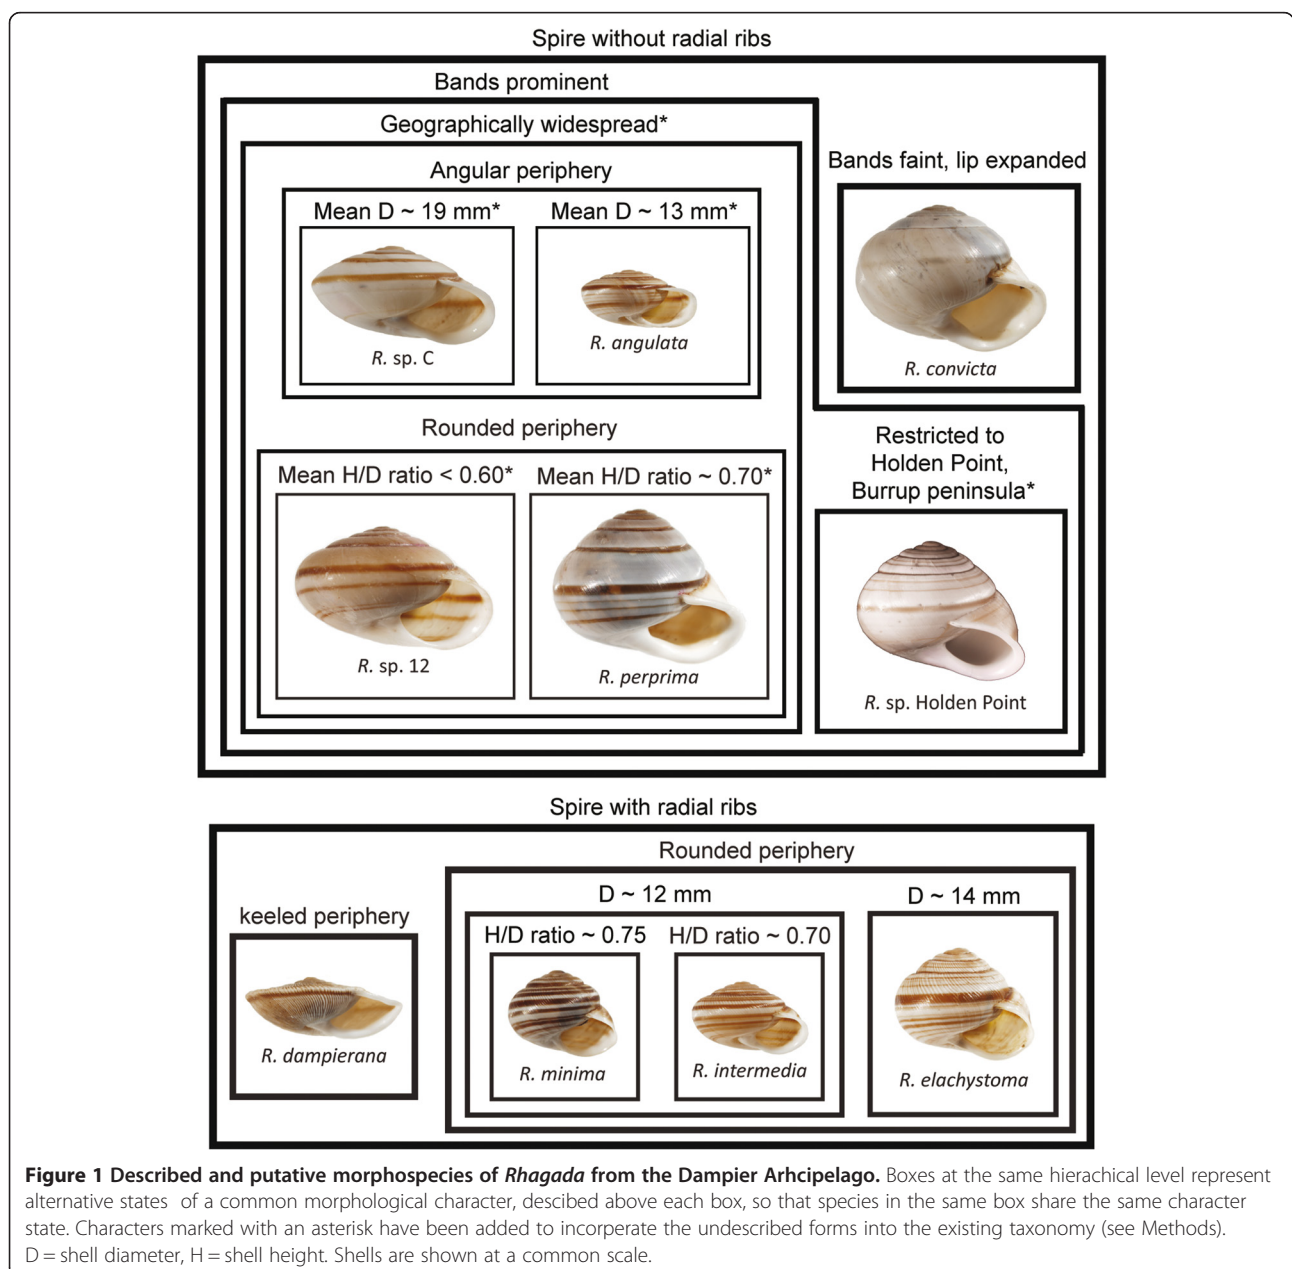 Spire without radial ribs
Bands prominent
Geographically widespread*
Angular periphery
Mean D ~ 19 mm*
Mean D ~ 13 mm*
R. sp. C
R. angulata
Bands faint, lip expanded
R. convicta
Rounded periphery
Mean H/D ratio < 0.60*
Mean H/D ratio ~ 0.70*
R. sp. 12
R. perprima
Restricted to
Holden Point,
Burrup peninsula*
R. sp. Holden Point
Spire with radial ribs
Rounded periphery
keeled periphery
D ~ 12 mm
D ~ 14 mm
H/D ratio ~ 0.75
H/D ratio ~ 0.70
R. dampierana
R. minima
R. intermedia
R. elachystoma
Figure 1 Described and putative morphospecies of Rhagada from the Dampier Arhcipelago. Boxes at the same hierachical level represent
alternative states of a common morphological character, descibed above each box, so that species in the same box share the same character
state. Characters marked with an asterisk have been added to incorperate the undescribed forms into the existing taxonomy (see Methods).
D = shell diameter, H = shell height. Shells are shown at a common scale.